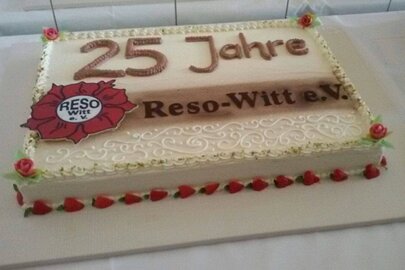 25 Jahre
RESO
Witt
e.V.
Reso-Witt e.V.